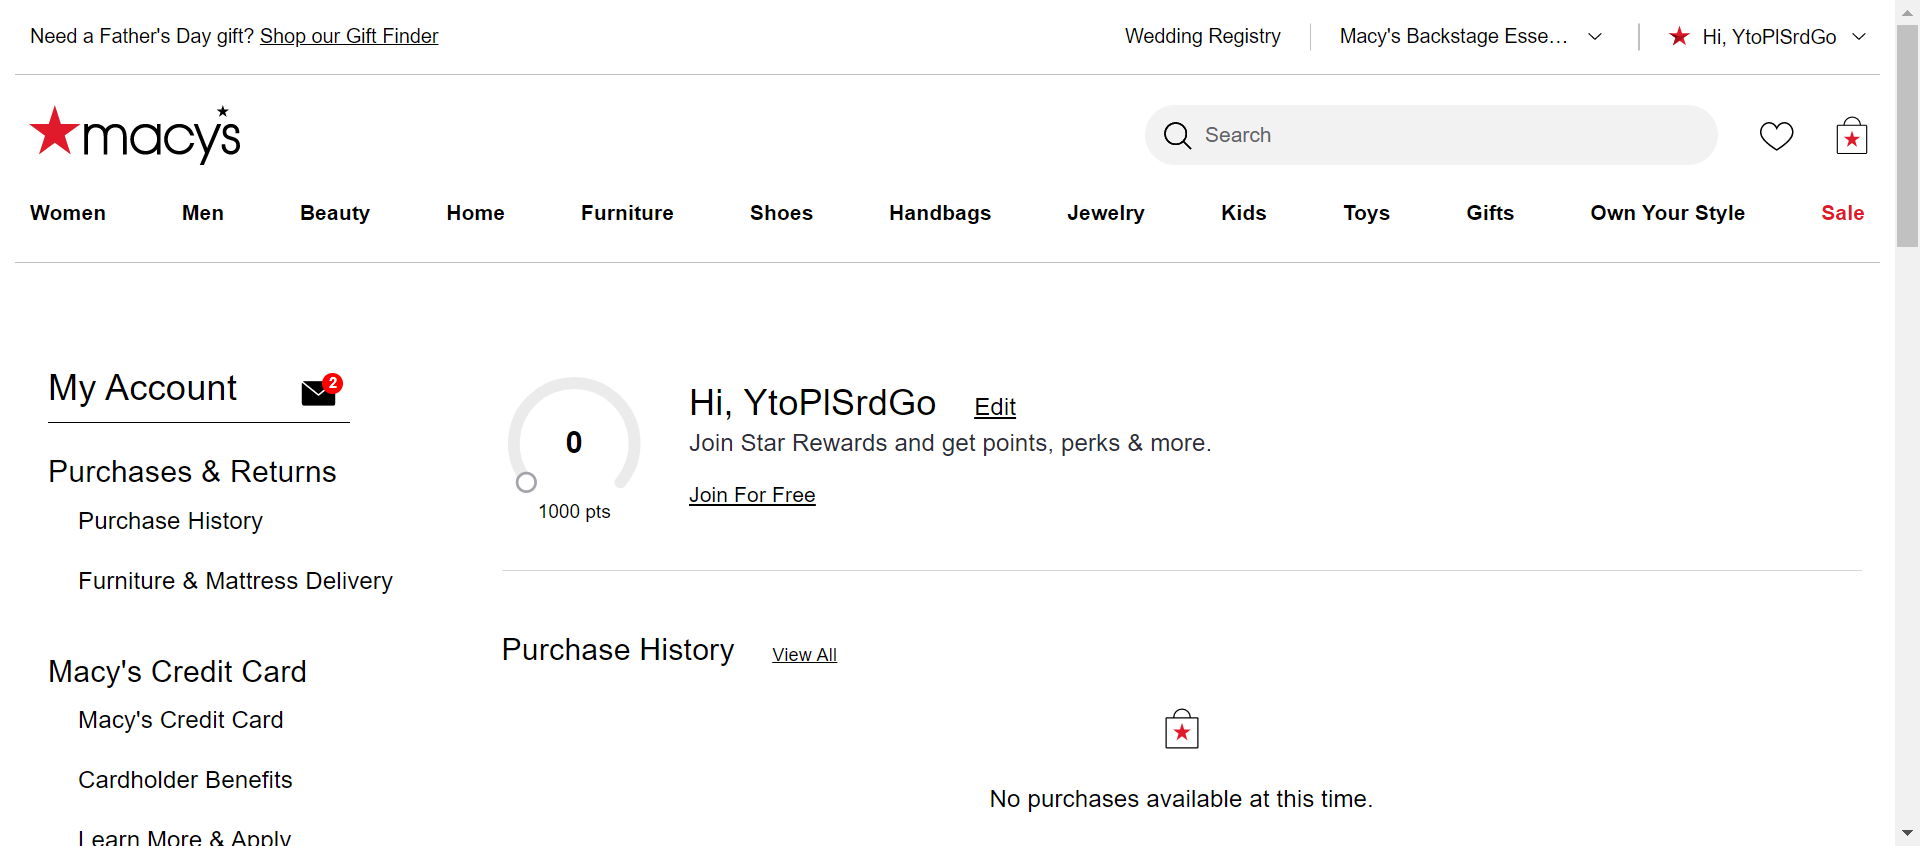 Need a Father's Day gift? Shop our Gift Finder
Wedding Registry
Macy's Backstage Esse...
Hi, YtoPlSrdGo
macy's
Search
Women
Men
Beauty
Home
Furniture
Shoes
Handbags
Jewelry
Kids
Toys
Gifts
Own Your Style
Sale
My Account
2
Purchases & Returns
Purchase History
Furniture & Mattress Delivery
Macy's Credit Card
Macy's Credit Card
Cardholder Benefits
Learn More & Apply
0
1000 pts
Hi, YtoPlSrdGo Edit
Join Star Rewards and get points, perks & more.
Join For Free
Purchase History View All
No purchases available at this time.